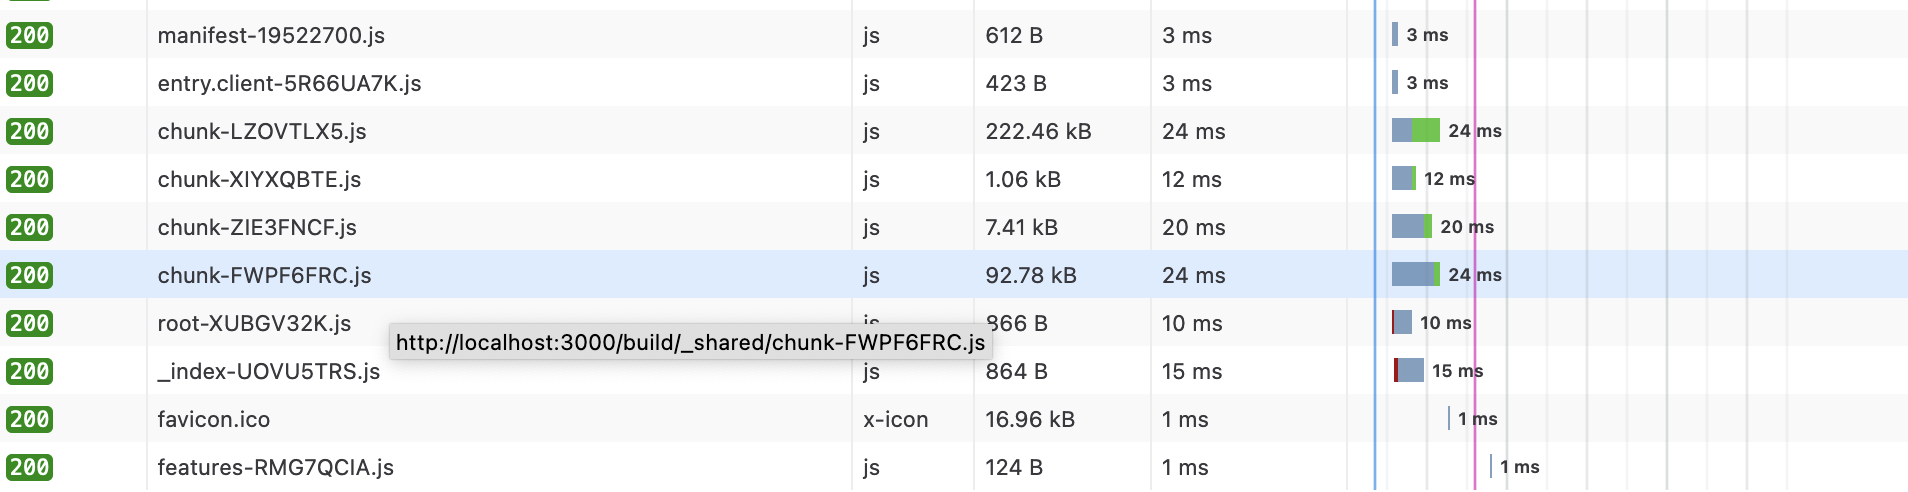 200 manifest-19522700.js js 612 B 3 ms 3 ms
200 entry.client-5R66UA7K.js js 423 B 3 ms 3 ms
200 chunk-LZOVTLX5.js js 222.46 kB 24 ms 24 ms
200 chunk-XIYXQBTE.js js 1.06 kB 12 ms 12 ms
200 chunk-ZIE3FNCF.js js 7.41 kB 20 ms 20 ms
200 chunk-FWPF6FRC.js js 92.78 kB 24 ms 24 ms
200 root-XUBGV32K.js js 866 B 10 ms 10 ms
http://localhost:3000/build/_shared/chunk-FWPF6FRC.js
200 _index-UOVU5TRS.js js 864 B 15 ms 15 ms
200 favicon.ico x-icon 16.96 kB 1 ms 1 ms
200 features-RMG7QCIA.js js 124 B 1 ms 1 ms